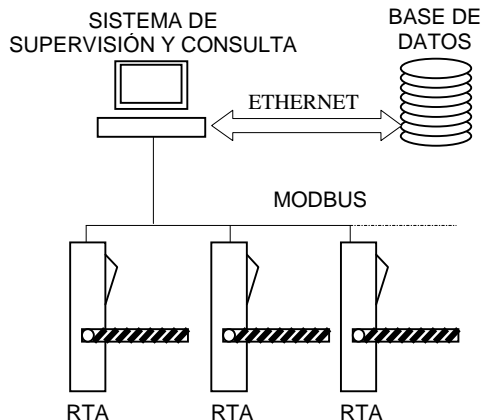 SISTEMA DE
SUPERVISIÓN Y CONSULTA
BASE DE
DATOS
ETHERNET
MODBUS
RTA
RTA
RTA